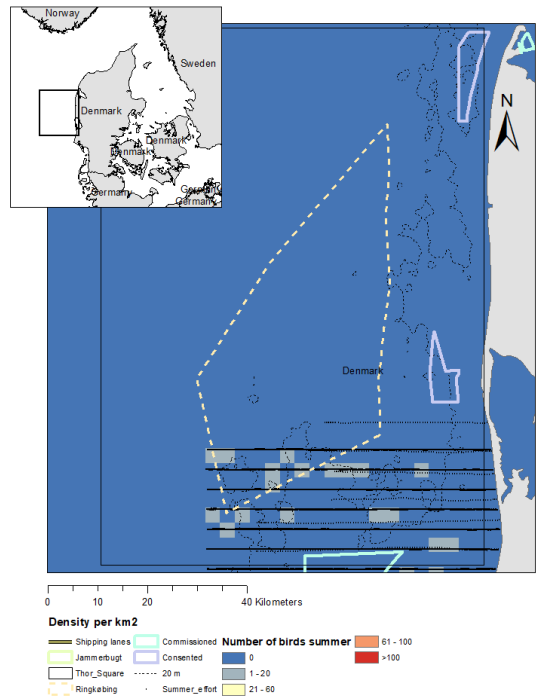 Norway
Sweden
Denmark
Denmark
Denmark
Germany
Germany
N
Denmark
0 10 20 40 Kilometers
Density per km2
Shipping lanes
Jammerbugt
Thor_Square
Ringkøbing
Commissioned
Consented
20 m
Summer_effort
Number of birds summer
0
1 - 20
21 - 60
61 - 100
>100